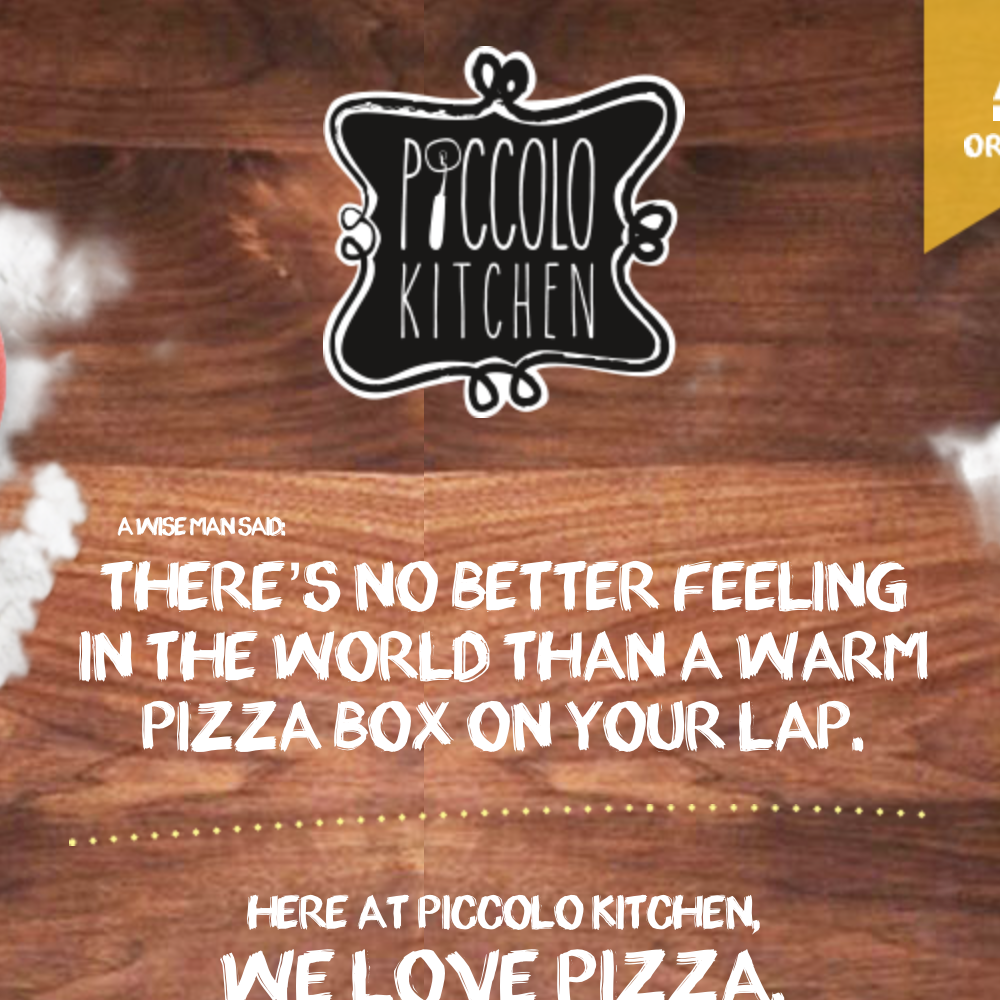 PICCOLO
KITCHEN
A WISE MAN SAID:
THERE'S NO BETTER FEELING
IN THE WORLD THAN A WARM
PIZZA BOX ON YOUR LAP.
HERE AT PICCOLO KITCHEN,
WE LOVE PIZZA.